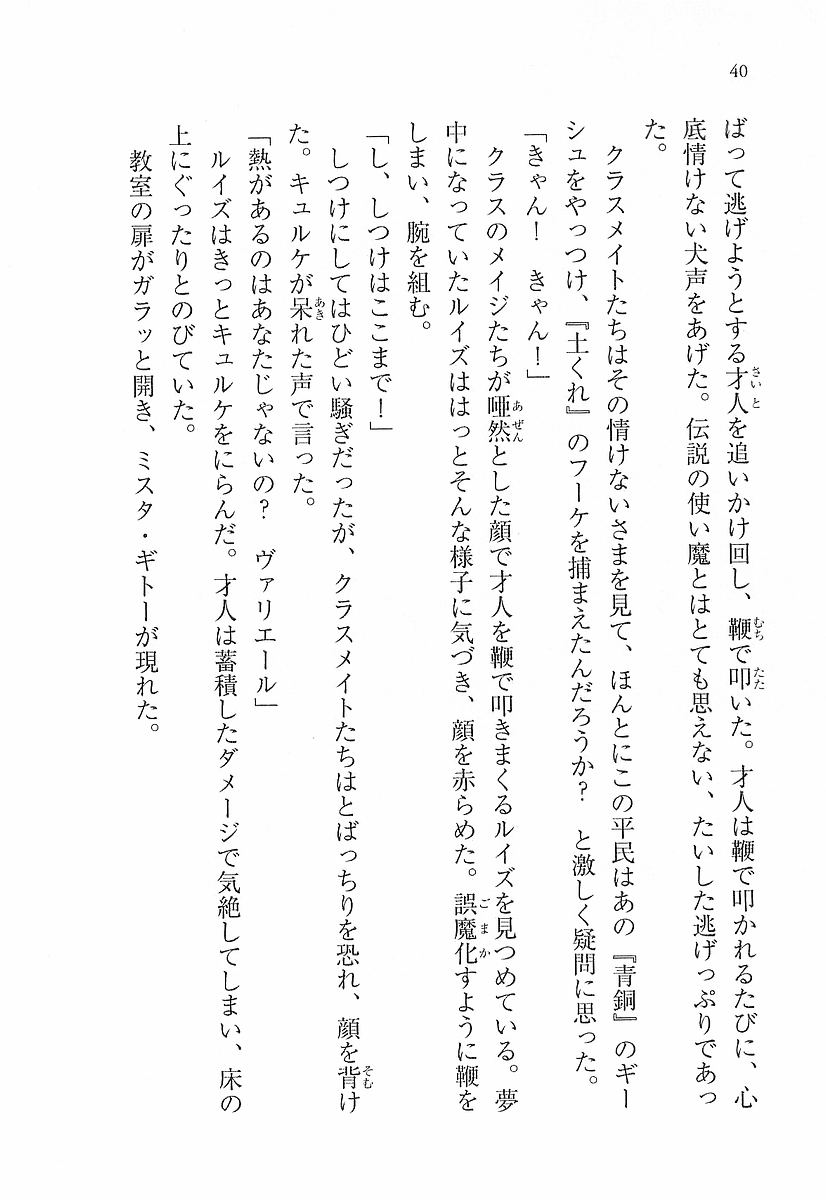 40
ばって逃げようとする才人を追いかけ回し、鞭で叩いた。才人は鞭で叩かれるたびに、心
底情けない犬声をあげた。伝説の使い魔とはとても思えない、たいした逃げっぷりであっ
た。
　クラスメイトたちはその情けないさまを見て、ほんとにこの平民はあの『青銅』のギー
シュをやっつけ、『土くれ』のフーケを捕まえたんだろうか？　と激しく疑問に思った。
「きゃん！　きゃん！」
　クラスのメイジたちが唖然とした顔で才人を鞭で叩きまくるルイズを見つめている。夢
中になっていたルイズははっとそんな様子に気づき、顔を赤らめた。誤魔化すように鞭を
しまい、腕を組む。
「し、しつけはここまで！」
　しつけにしてはひどい騒ぎだったが、クラスメイトたちはとばっちりを恐れ、顔を背け
た。キュルケが呆れた声で言った。
「熱があるのはあなたじゃないの？　ヴァリエール」
　ルイズはきっとキュルケをにらんだ。才人は蓄積したダメージで気絶してしまい、床の
上にぐったりとのびていた。
　教室の扉がガラッと開き、ミスタ・ギトーが現れた。